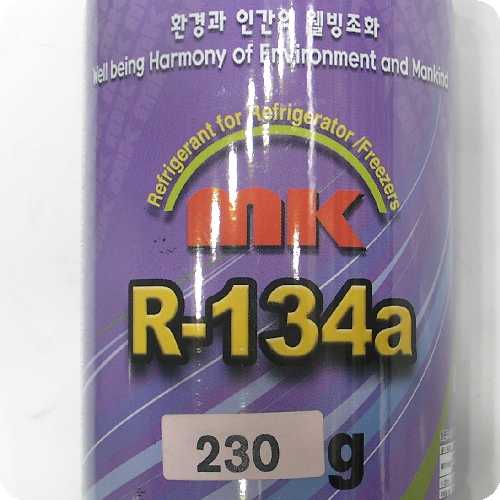 환경과 인간의 웰빙조화
Well being Harmony of Environment and Mankind
Refrigerant for Refrigerator/Freezers
mK
R-134a
230 g